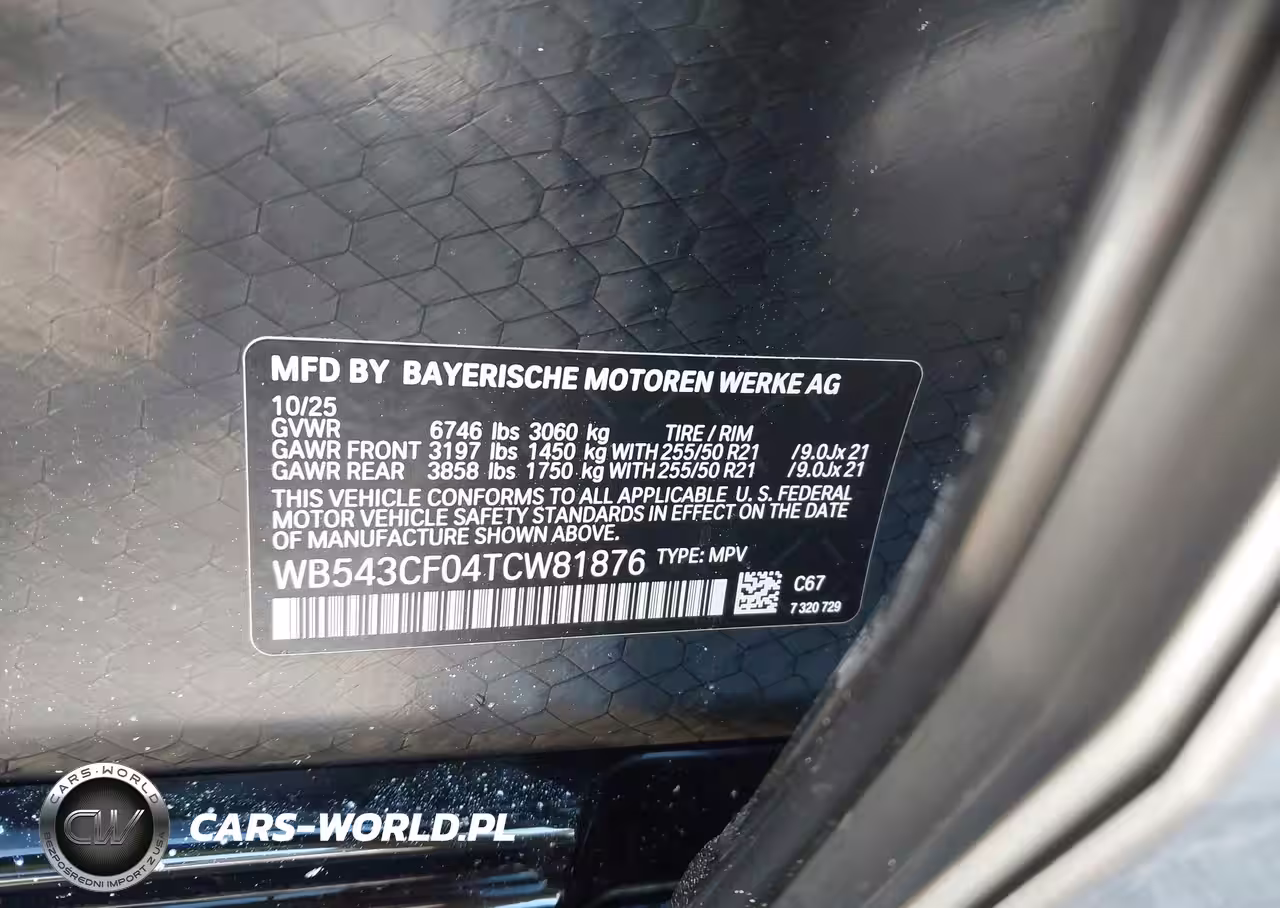 MFD BY BAYERISCHE MOTOREN WERKE AG
10/25
GVWR 6746 lbs 3060 kg TIRE / RIM
GAWR FRONT 3197 lbs 1450 kg WITH 255/50 R21 /9.0Jx 21
GAWR REAR 3858 lbs 1750 kg WITH 255/50 R21 /9.0Jx 21
THIS VEHICLE CONFORMS TO ALL APPLICABLE U. S. FEDERAL
MOTOR VEHICLE SAFETY STANDARDS IN EFFECT ON THE DATE
OF MANUFACTURE SHOWN ABOVE.
WB543CF04TCW81876 TYPE: MPV
C67
7 320 729
CARS-WORLD
CW
BEZPOŚREDNI IMPORT Z USA
CARS-WORLD.PL